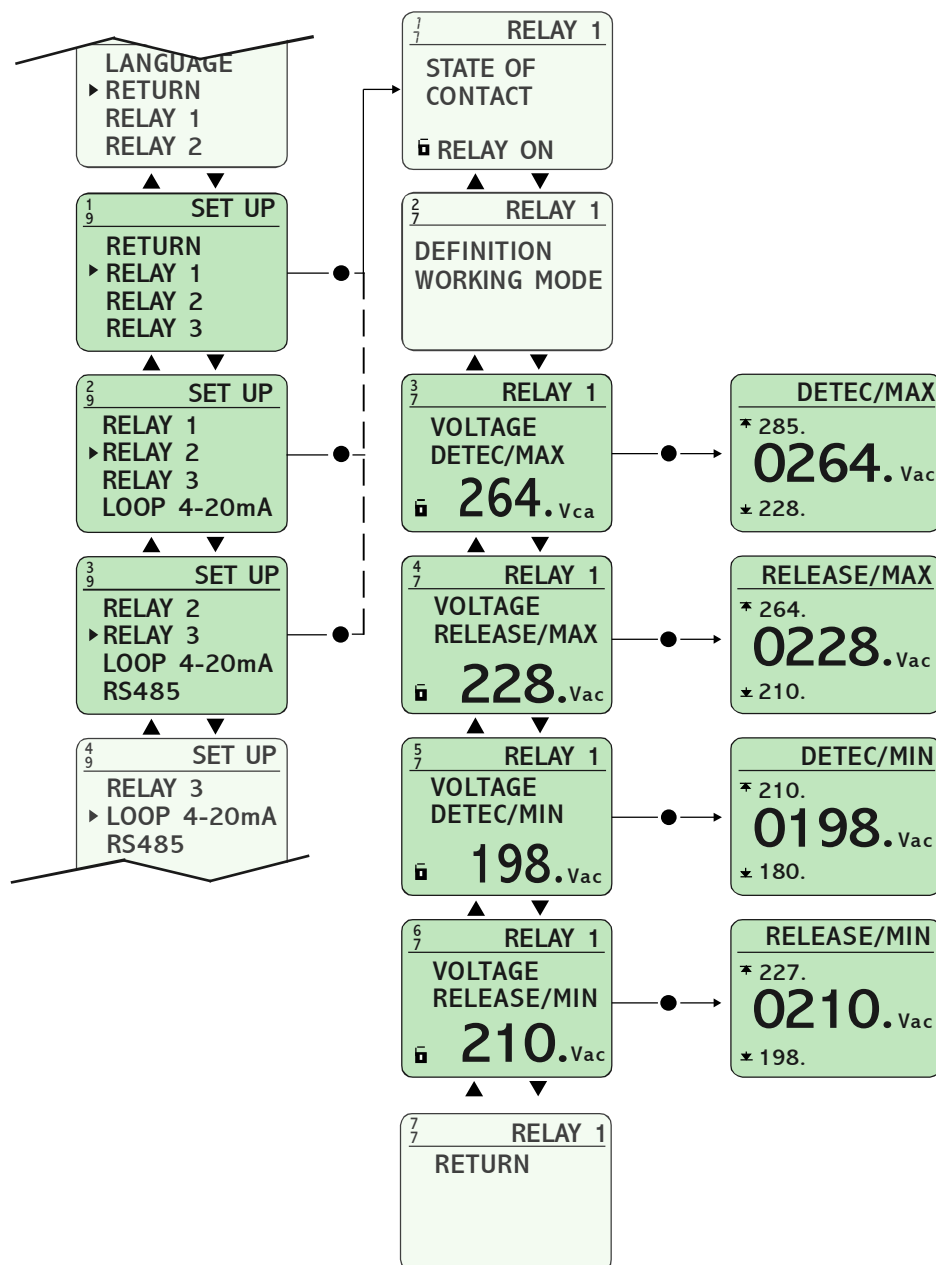 LANGUAGE
RETURN
RELAY 1
RELAY 2
1/9 SET UP
RETURN
RELAY 1
RELAY 2
RELAY 3
2/9 SET UP
RELAY 1
RELAY 2
RELAY 3
LOOP 4-20mA
3/9 SET UP
RELAY 2
RELAY 3
LOOP 4-20mA
RS485
4/9 SET UP
RELAY 3
LOOP 4-20mA
RS485
1/7 RELAY 1
STATE OF
CONTACT
RELAY ON
2/7 RELAY 1
DEFINITION
WORKING MODE
3/7 RELAY 1
VOLTAGE
DETEC/MAX
264. Vca
4/7 RELAY 1
VOLTAGE
RELEASE/MAX
228. Vac
5/7 RELAY 1
VOLTAGE
DETEC/MIN
198. Vac
6/7 RELAY 1
VOLTAGE
RELEASE/MIN
210. Vac
7/7 RELAY 1
RETURN
DETEC/MAX
285.
0264. Vac
228.
RELEASE/MAX
264.
0228. Vac
210.
DETEC/MIN
210.
0198. Vac
180.
RELEASE/MIN
227.
0210. Vac
198.